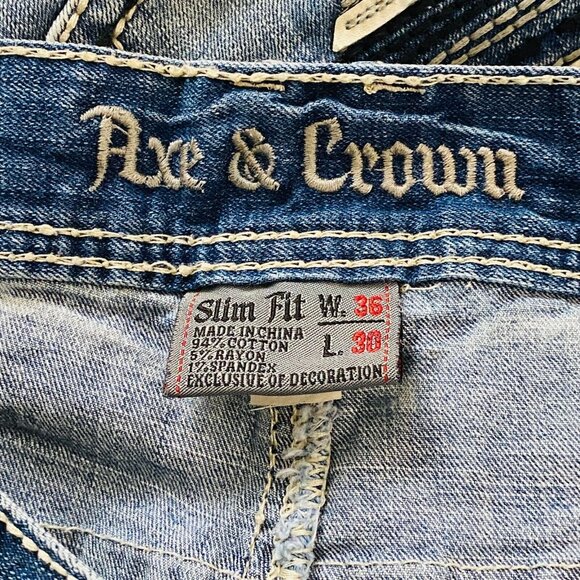 Axe & Crown
Slim Fit W. 36
MADE IN CHINA
94% COTTON L. 30
5% RAYON
1% SPANDEX
EXCLUSIVE OF DECORATION